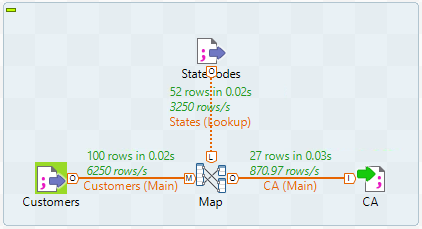 StateCodes
O
52 rows in 0.02s
3250 rows/s
States (Lookup)
L
100 rows in 0.02s
6250 rows/s
Customers (Main)
O
M
O
I
27 rows in 0.03s
870.97 rows/s
CA (Main)
Customers
Map
CA